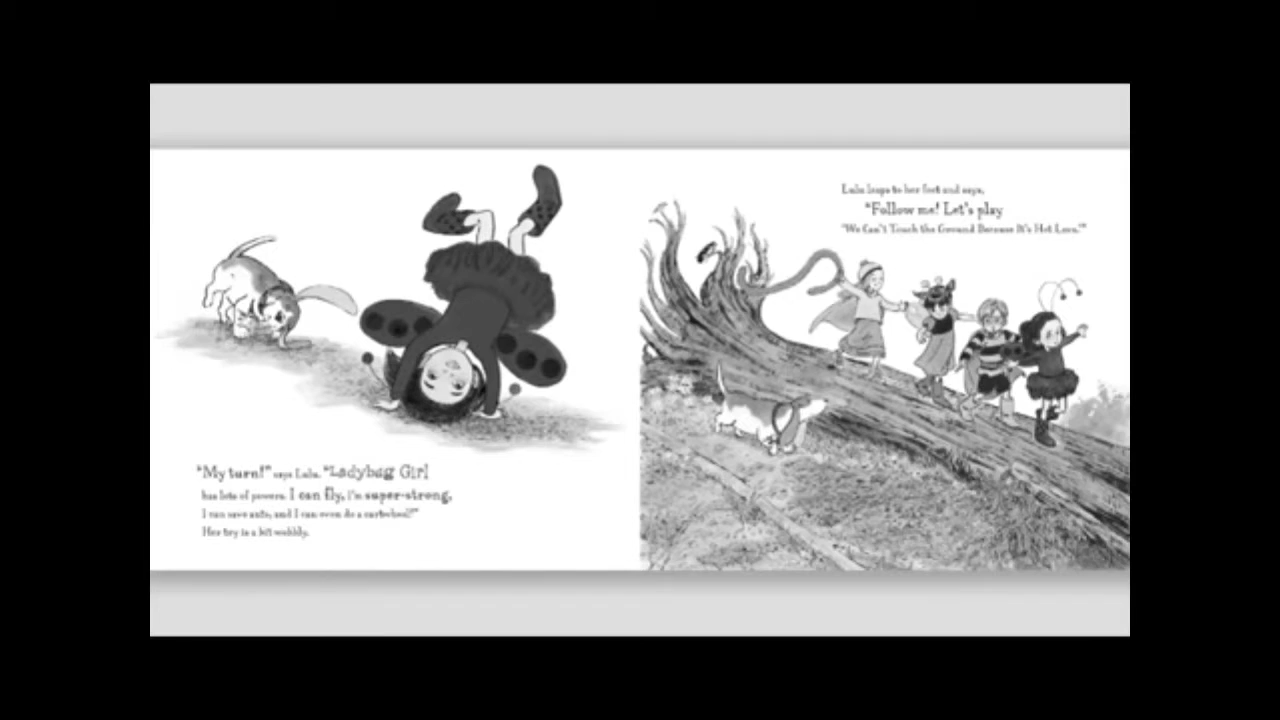 "My turn!" says Lulu. "Ladybug Girl
has lots of powers. I can fly, I'm super-strong,
I can save ants, and I can even do a cartwheel!"
Her try is a bit wobbly.
Lulu leaps to her feet and says,
"Follow me! Let's play
'We Can't Touch the Ground Because It's Hot Lava.'"